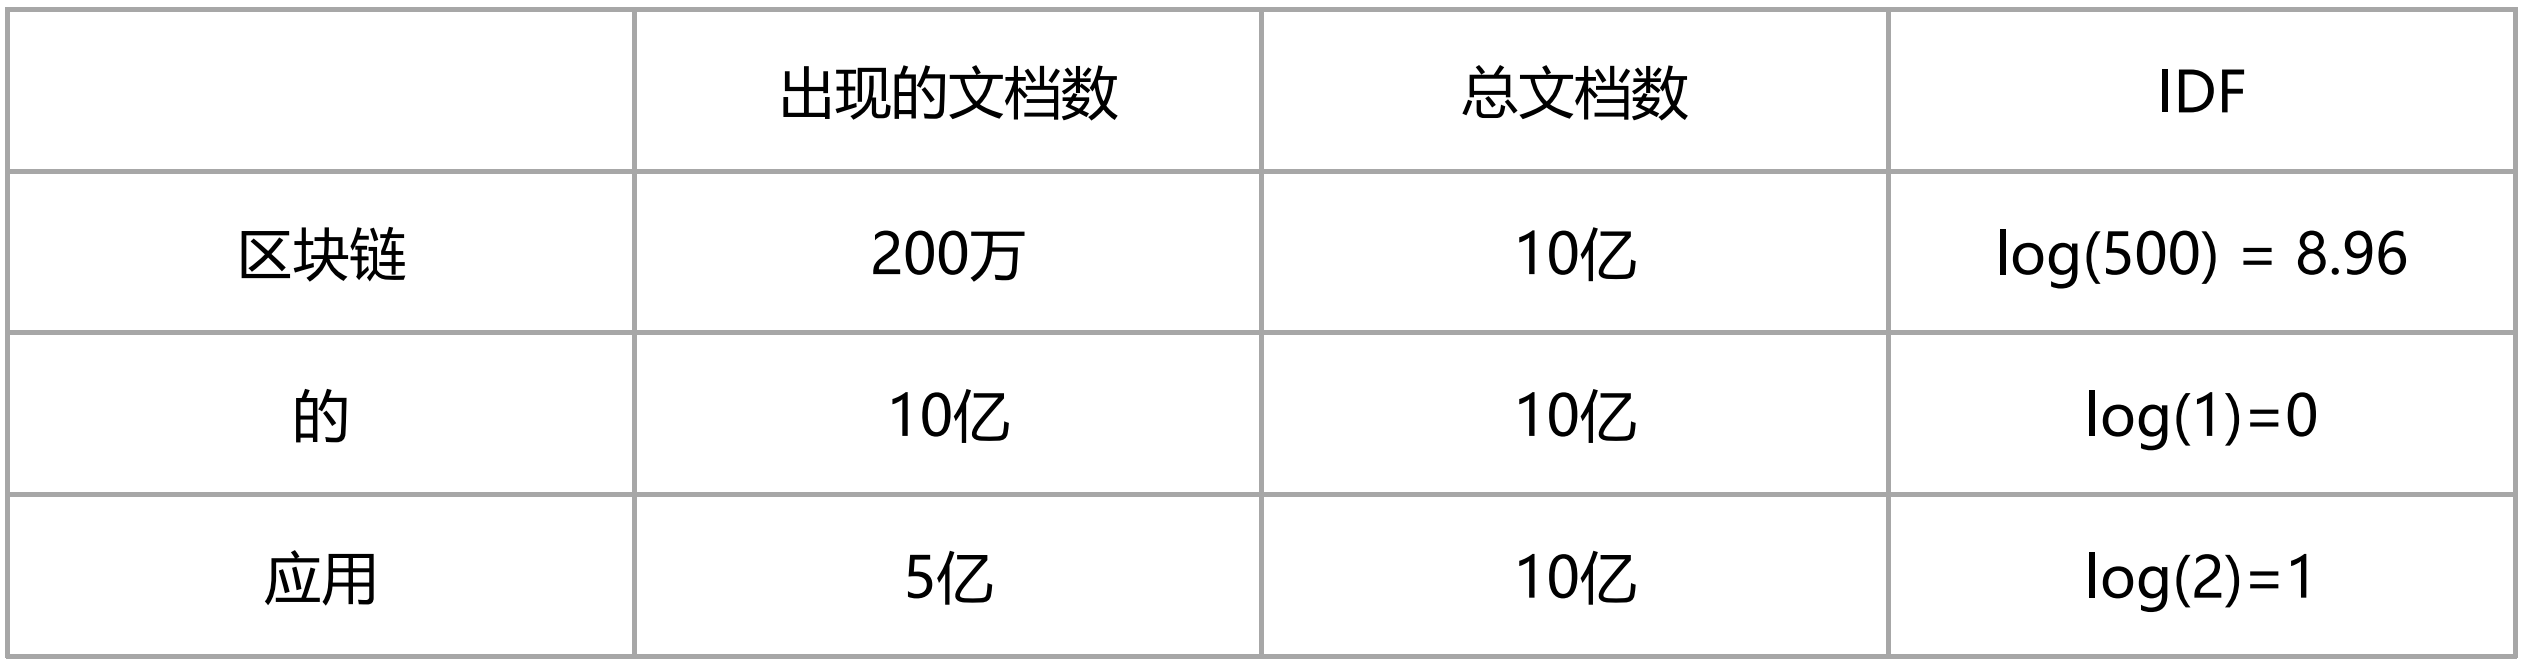 出现的文档数 总文档数 IDF
区块链 200万 10亿 log(500) = 8.96
的 10亿 10亿 log(1)=0
应用 5亿 10亿 log(2)=1